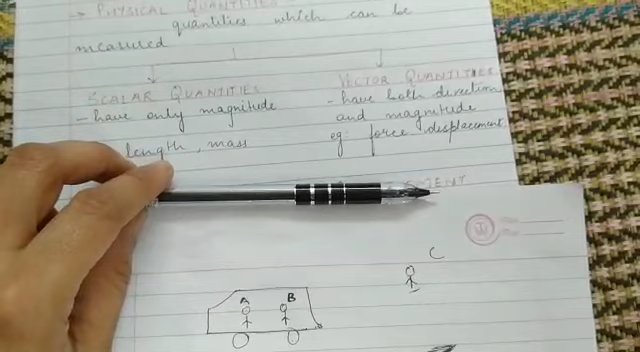 → PHYSICAL QUANTITIES
quantities which can be
measured
SCALAR QUANTITIES
- have only magnitude
length, mass
VECTOR QUANTITIES
- have both direction
and magnitude
eg: force, displacement
C
A B